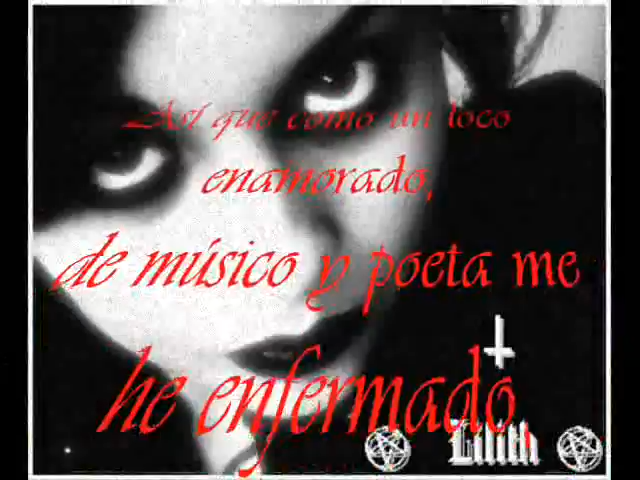 Así que como un loco
enamorado,
de músico y poeta me
he enfermado,
Lilith